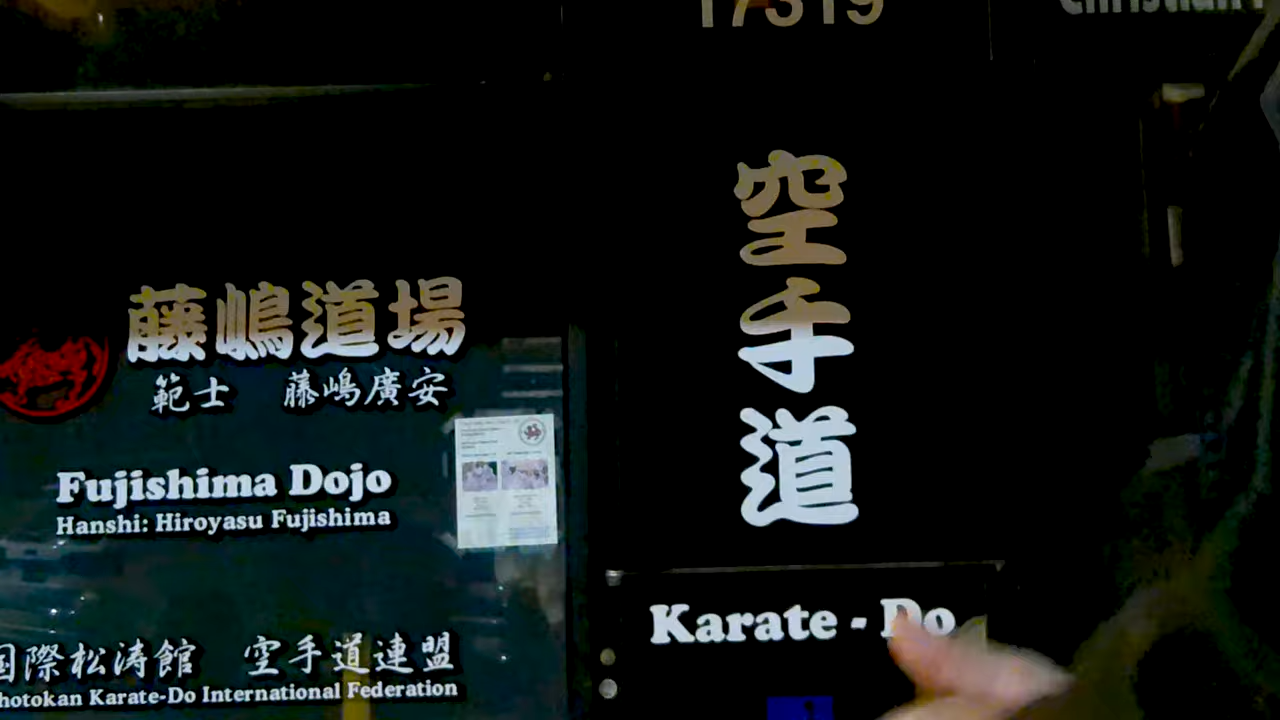 17319
Christian
藤嶋道場
範士 藤嶋廣安
Fujishima Dojo
Hanshi: Hiroyasu Fujishima
国際松涛館 空手道連盟
hotokan Karate-Do International Federation
空手道
Karate - Do